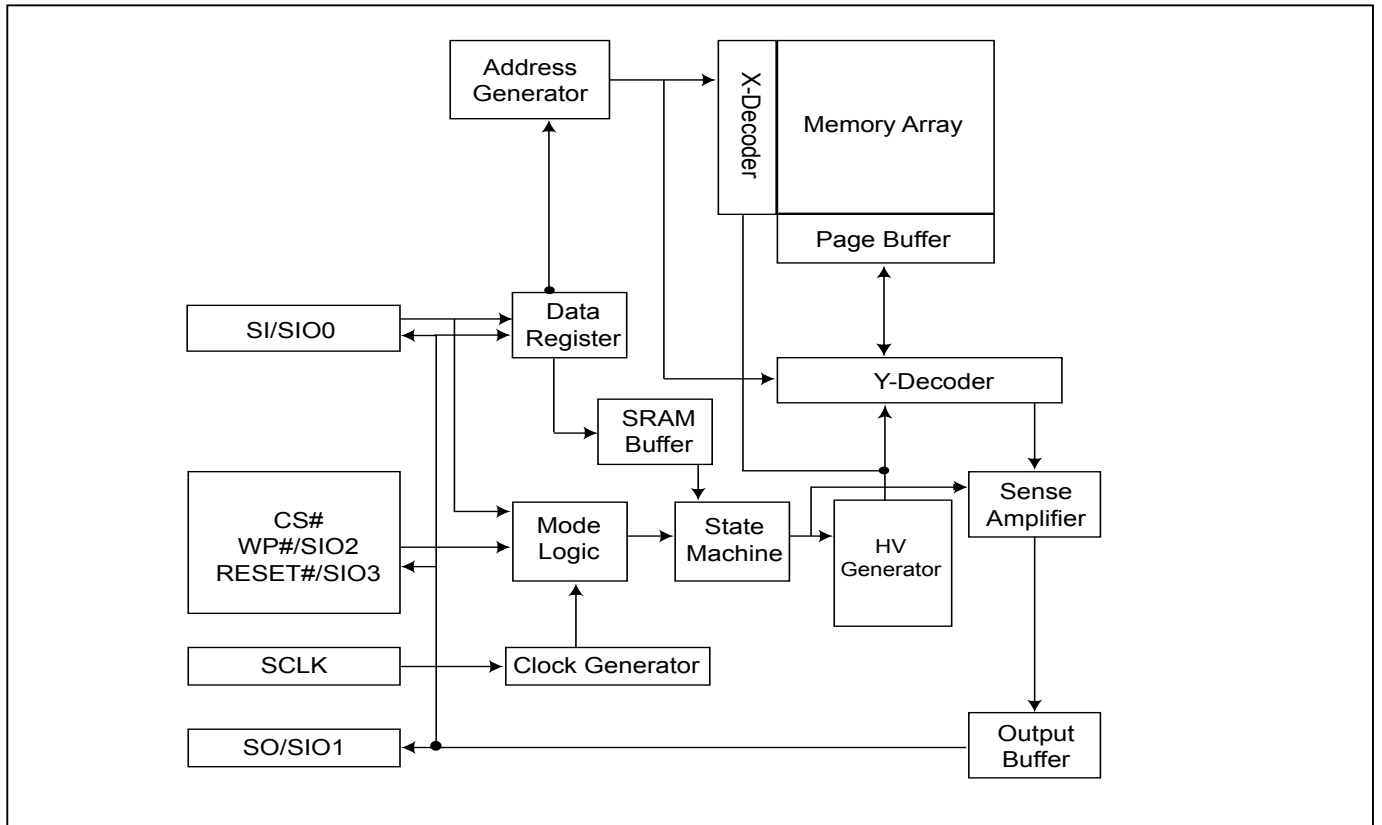 Address
Generator
X-Decoder
Memory Array
Page Buffer
SI/SIO0
Data
Register
Y-Decoder
SRAM
Buffer
CS#
WP#/SIO2
RESET#/SIO3
Mode
Logic
State
Machine
HV
Generator
Sense
Amplifier
SCLK
Clock Generator
SO/SIO1
Output
Buffer